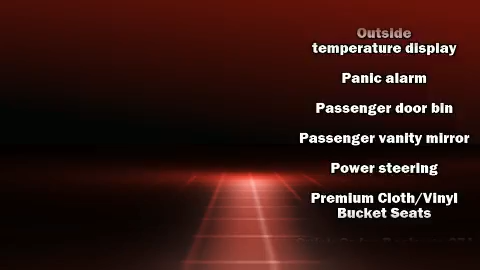 Outside
temperature display
Panic alarm
Passenger door bin
Passenger vanity mirror
Power steering
Premium Cloth/Vinyl
Bucket Seats